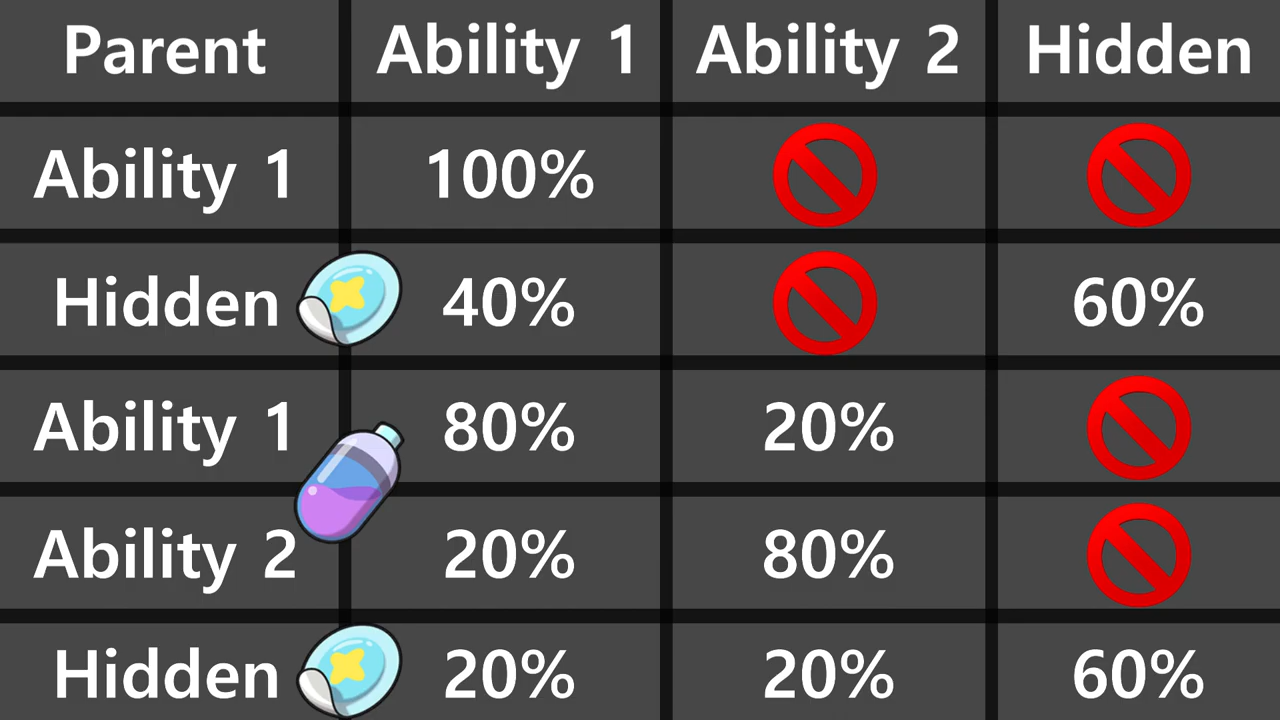 Parent Ability 1 Ability 2 Hidden
Ability 1 100%
Hidden 40% 60%
Ability 1 80% 20%
Ability 2 20% 80%
Hidden 20% 20% 60%